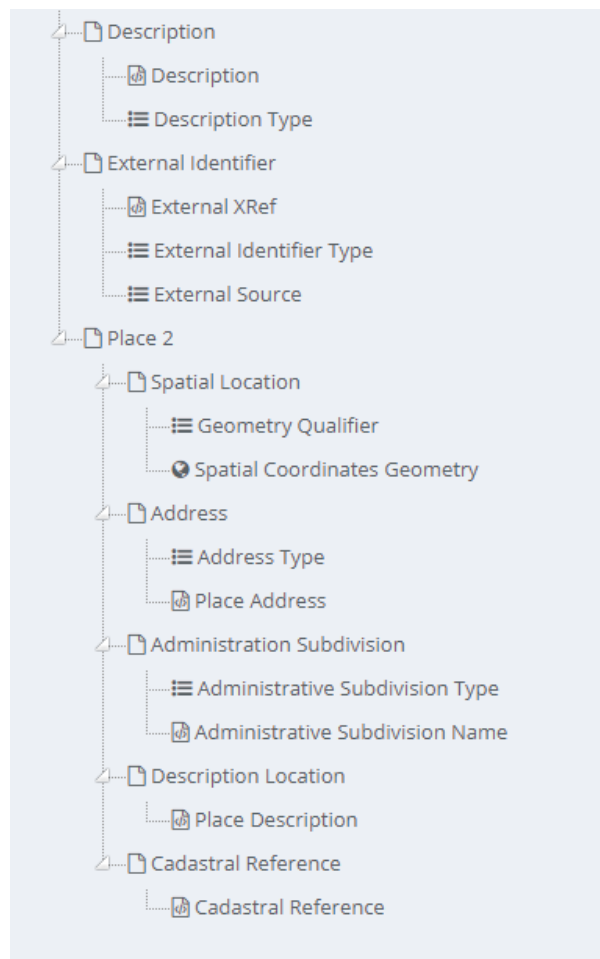 Description
Description
Description Type
External Identifier
External XRef
External Identifier Type
External Source
Place 2
Spatial Location
Geometry Qualifier
Spatial Coordinates Geometry
Address
Address Type
Place Address
Administration Subdivision
Administrative Subdivision Type
Administrative Subdivision Name
Description Location
Place Description
Cadastral Reference
Cadastral Reference